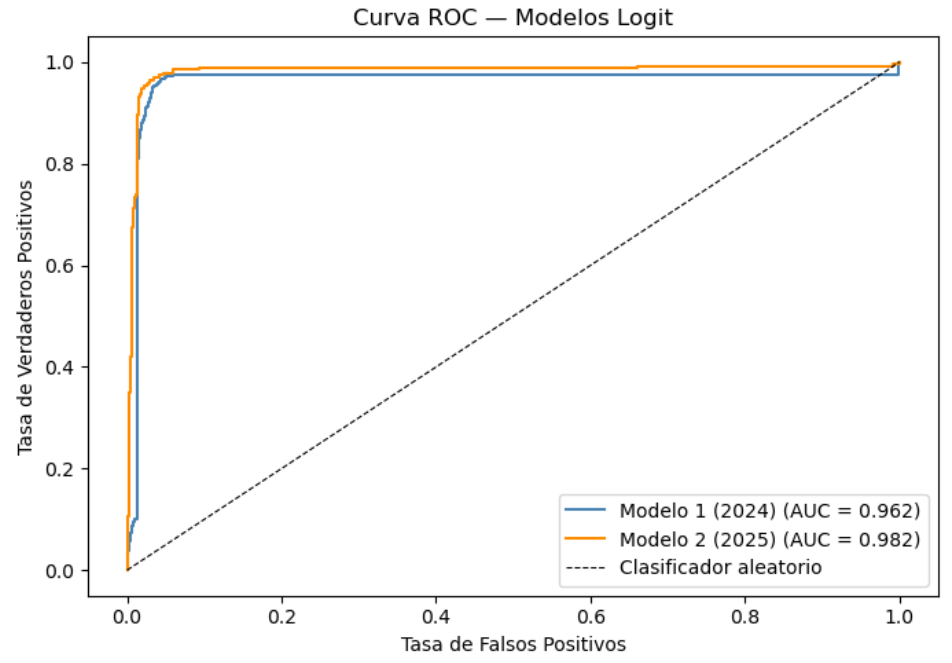 Curva ROC — Modelos Logit
Tasa de Verdaderos Positivos
1.0
0.8
0.6
0.4
0.2
0.0
Modelo 1 (2024) (AUC = 0.962)
Modelo 2 (2025) (AUC = 0.982)
Clasificador aleatorio
0.0 0.2 0.4 0.6 0.8 1.0
Tasa de Falsos Positivos